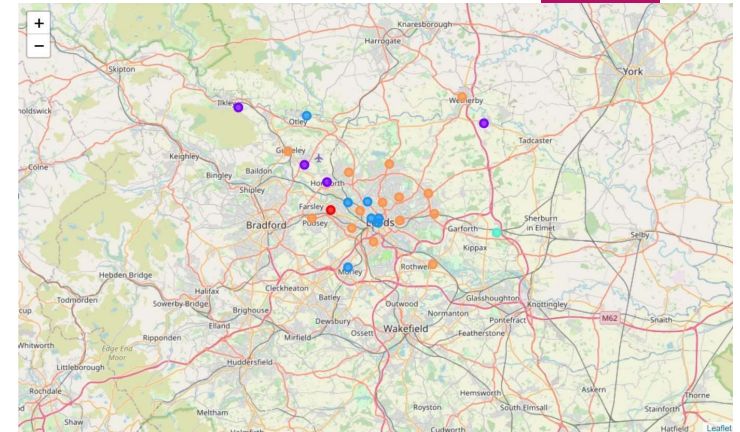 +
Knaresborough
Harrogate
−
York
Skipton
Ilkley
Wetherby
Otley
Tadcaster
Guiseley
Keighley
Colne
Baildon
Bingley
Horsforth
Shipley
Farsley
Sherburn
in Elmet
Bradford
Pudsey
Leeds
Garforth
Selby
Kippax
Morley
Rothwell
Hebden Bridge
Cleckheaton
Halifax
Batley
Glasshoughton
Todmorden
Sowerby Bridge
Outwood
Knottingley
Brighouse
Normanton
Dewsbury
Pontefract
M62
Snaith
Elland
Wakefield
Ripponden
Mirfield
Ossett
Featherstone
Whitworth
Edge End
Moor
Huddersfield
Littleborough
Rochdale
Hemsworth
Askern
Thorne
Meltham
Royston
South Elmsall
Stainforth
Shaw
Cudworth
Hatfield
Leaflet